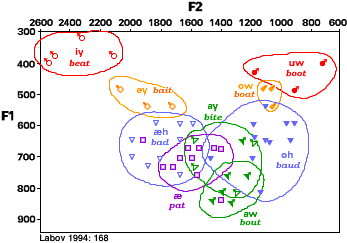 F2
2600 2400 2200 2000 1800 1600 1400 1200 1000 800 600
300
iy
beat
uw
boot
400
ey bait
ow
boat
500
F1
ay
bite
600
æh
bad
oh
baud
700
æ
pat
800
aw
bout
900
Labov 1994: 168